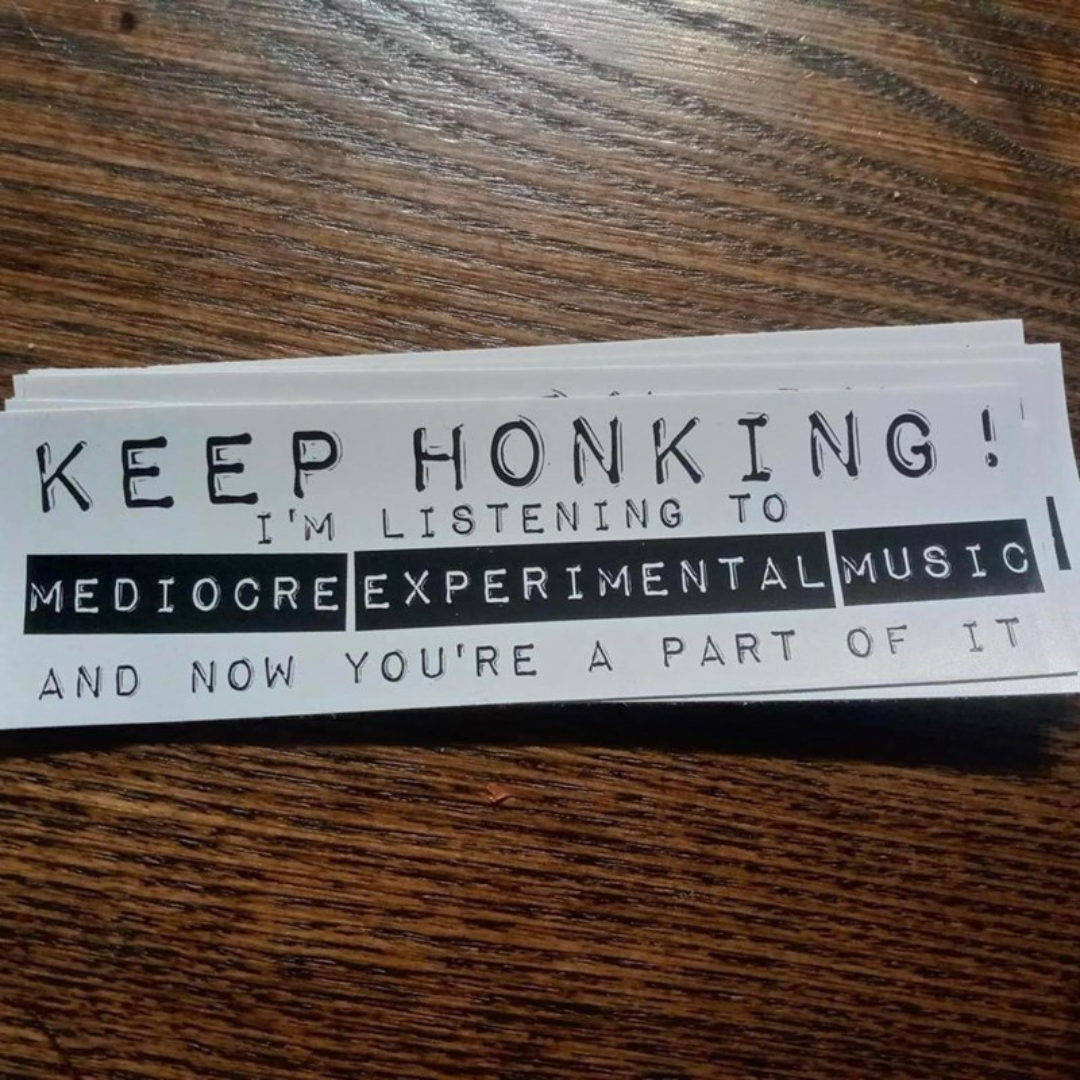 KEEP HONKING!
I'M LISTENING TO
MEDIOCRE EXPERIMENTAL MUSIC
AND NOW YOU'RE A PART OF IT